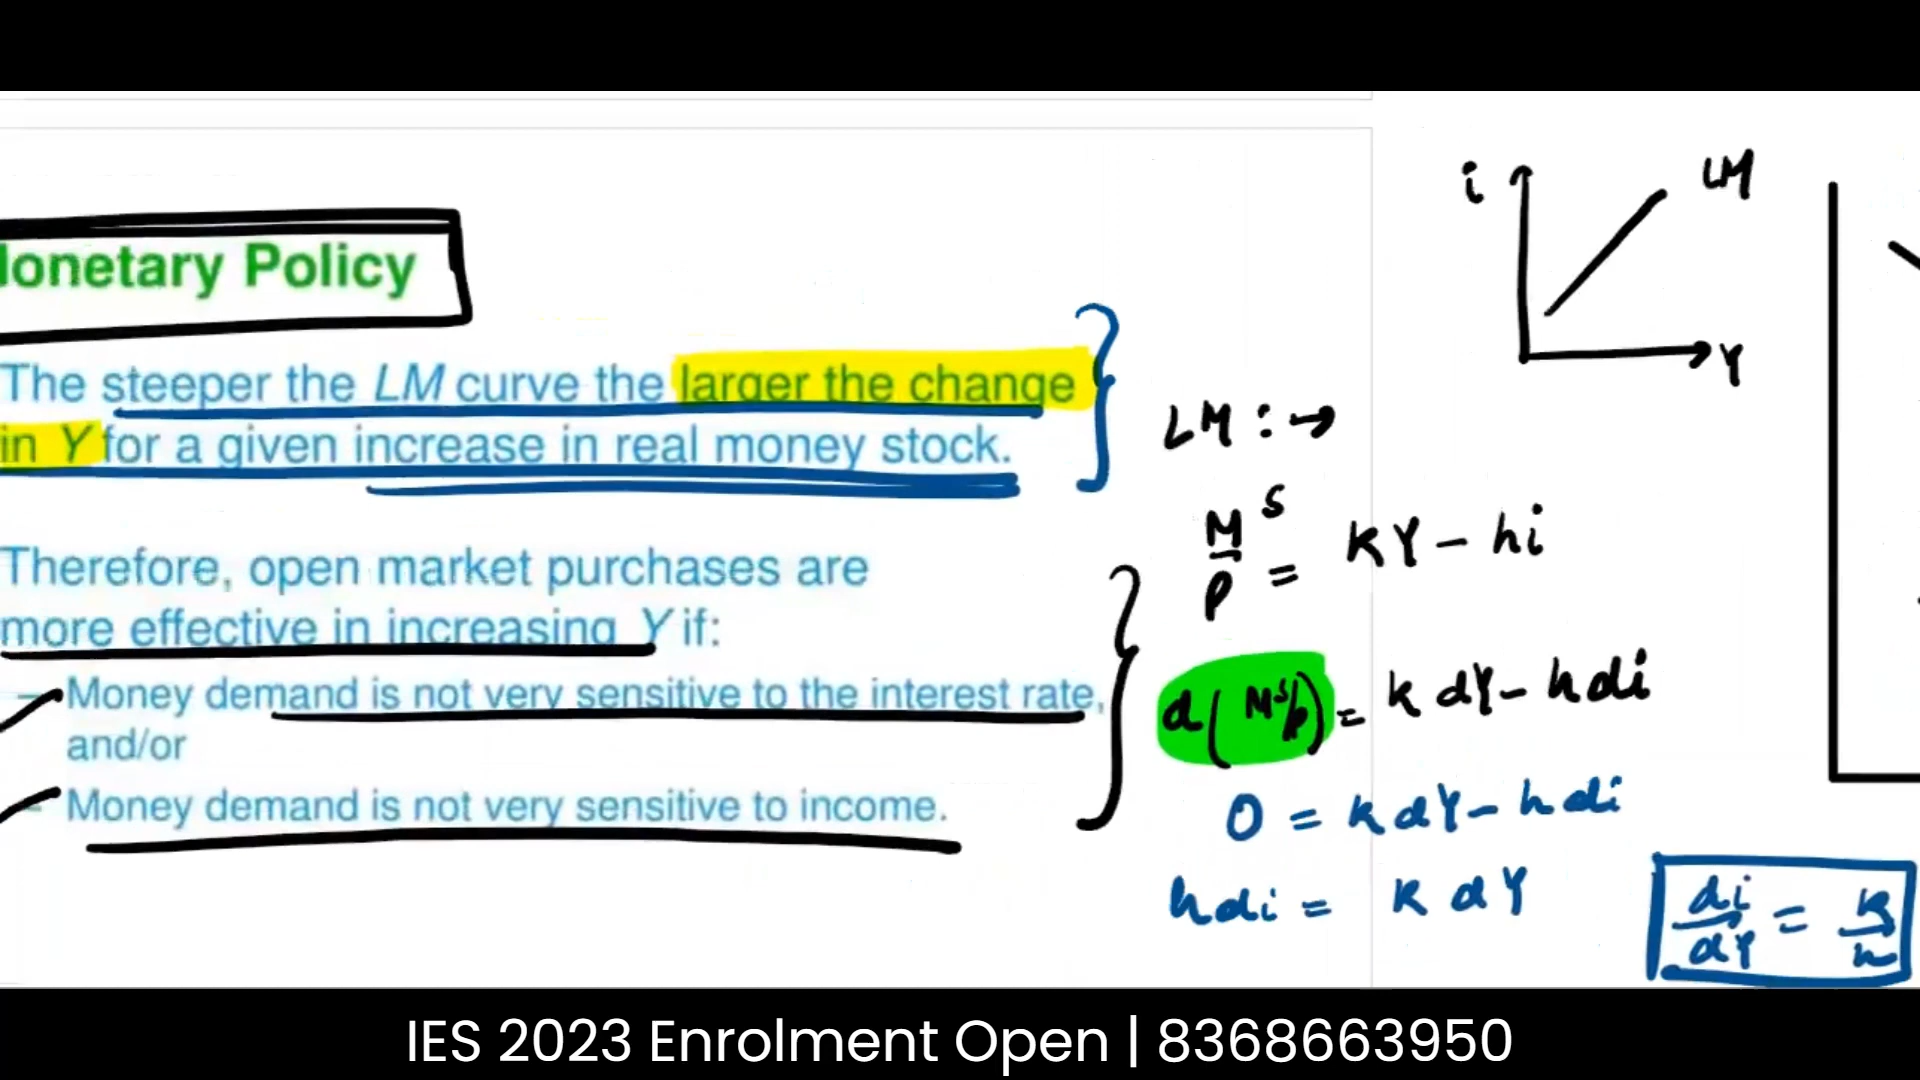 lonetary Policy
The steeper the LM curve the larger the change
in Y for a given increase in real money stock.
Therefore, open market purchases are
more effective in increasing Y if:
– Money demand is not very sensitive to the interest rate,
and/or
– Money demand is not very sensitive to income.
i
LM
Y
LM : →
M^S/P = KY - hi
d(M^S/P) = K dY - h di
0 = K dY - h di
h di = K dY
di/dY = K/h
IES 2023 Enrolment Open | 8368663950